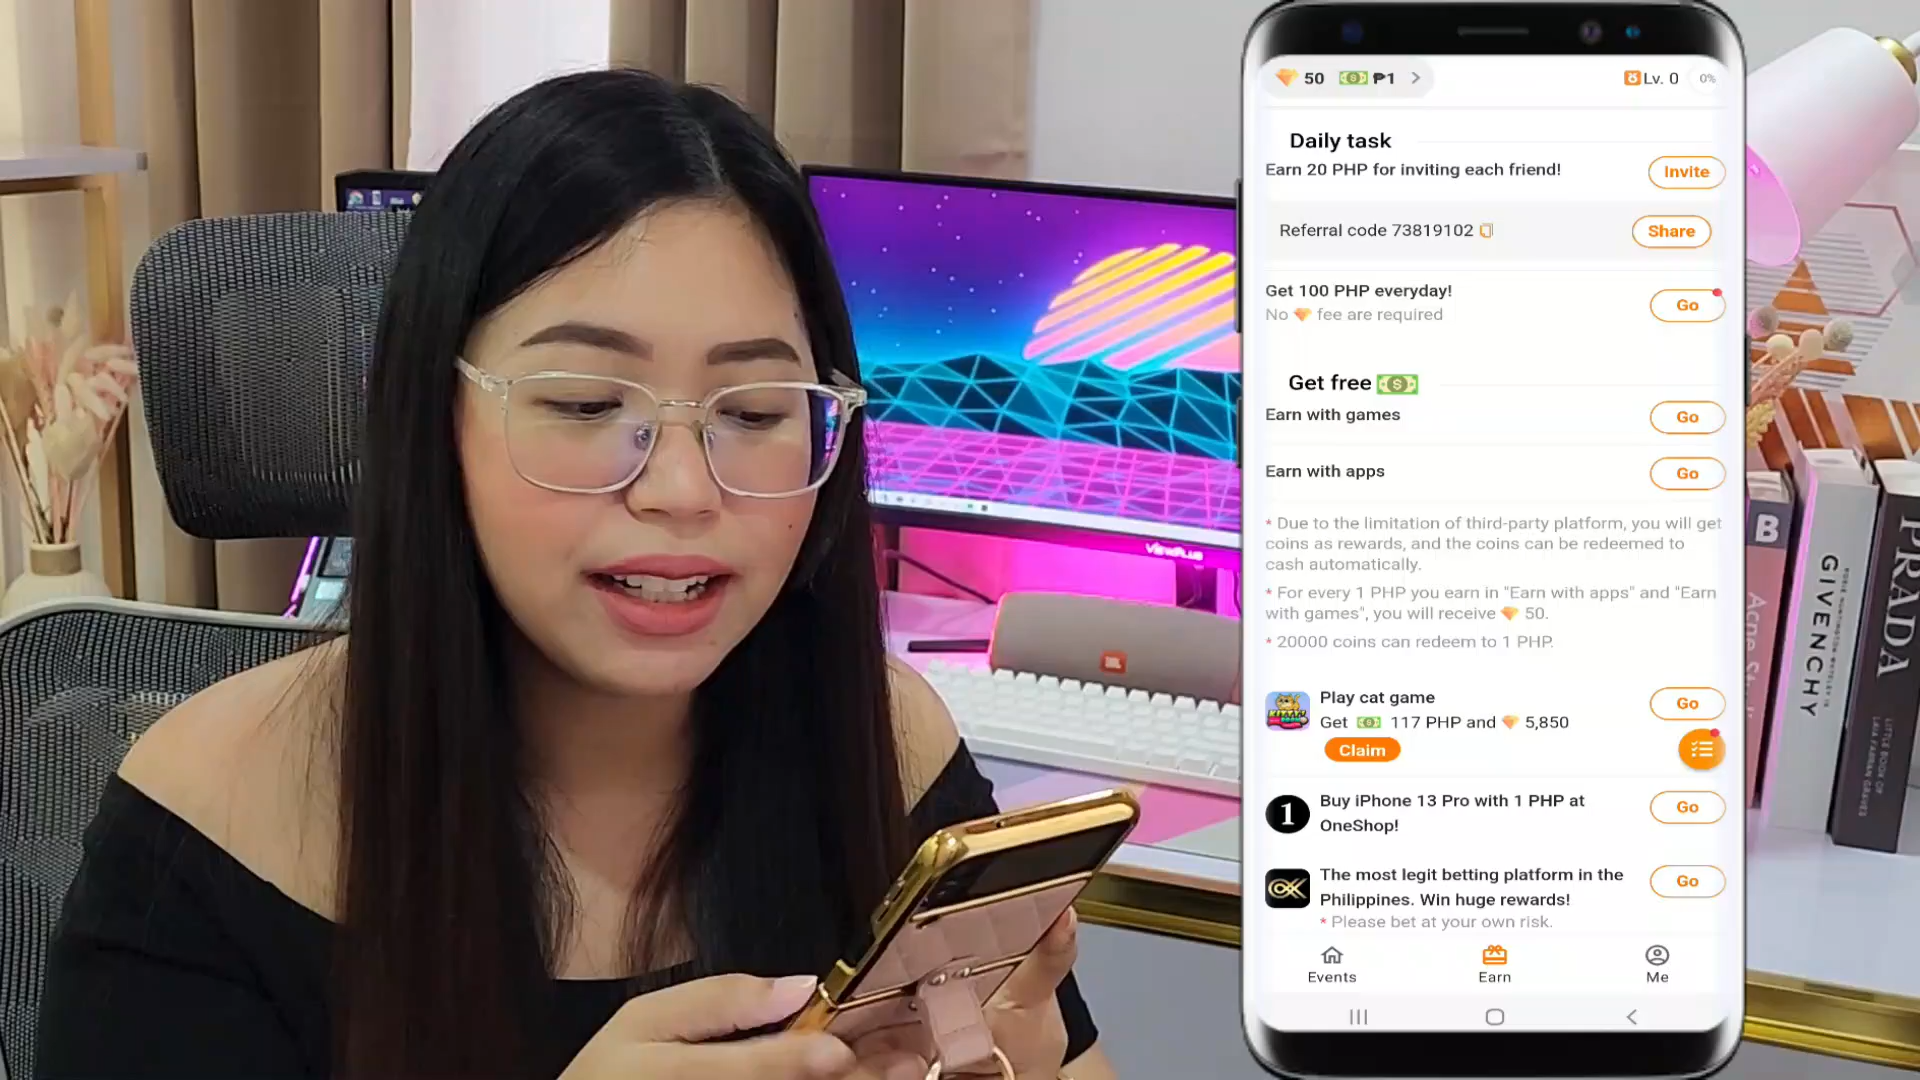 50 ₱1 >
Lv. 0 0%
Daily task
Earn 20 PHP for inviting each friend!
Invite
Referral code 73819102
Share
Get 100 PHP everyday!
No fee are required
Go
Get free
Earn with games
Go
Earn with apps
Go
* Due to the limitation of third-party platform, you will get
coins as rewards, and the coins can be redeemed to
cash automatically.
* For every 1 PHP you earn in "Earn with apps" and "Earn
with games", you will receive 50.
* 20000 coins can redeem to 1 PHP.
Play cat game
Get 117 PHP and 5,850
Go
Claim
1
Buy iPhone 13 Pro with 1 PHP at
OneShop!
Go
The most legit betting platform in the
Philippines. Win huge rewards!
* Please bet at your own risk.
Go
Events
Earn
Me
ViewPlus
JBL
B
GIVENCHY
PRADA
LITTLE BOOK OF